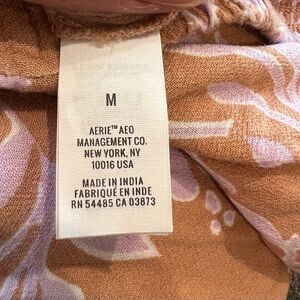 M
AERIE™ AEO
MANAGEMENT CO.
NEW YORK, NY
10016 USA
MADE IN INDIA
FABRIQUÉ EN INDE
RN 54485 CA 03873